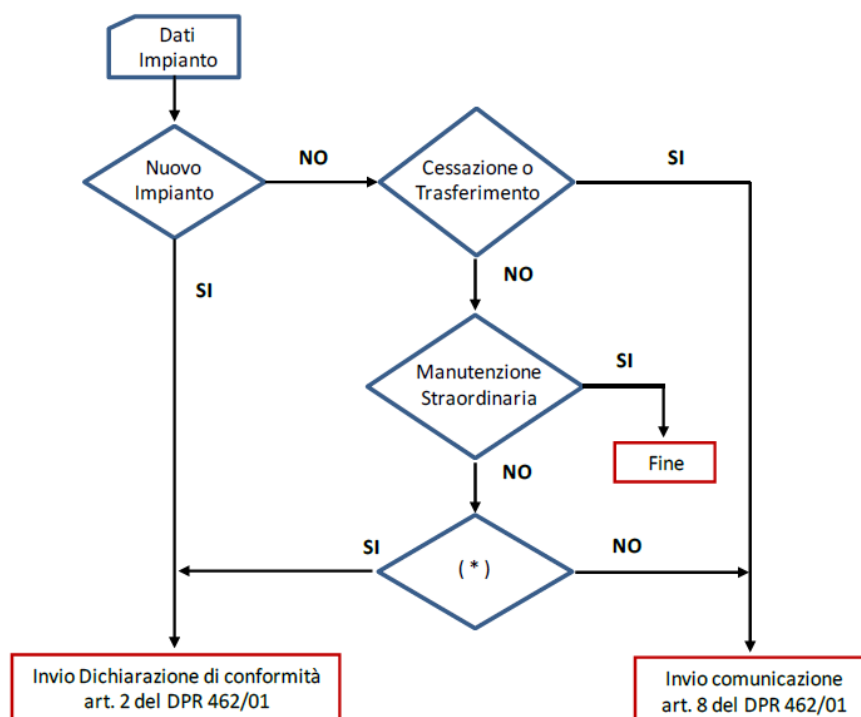 Dati
Impianto
Nuovo
Impianto
NO
Cessazione o
Trasferimento
SI
SI
NO
Manutenzione
Straordinaria
SI
Fine
NO
SI
( * )
NO
Invio Dichiarazione di conformità
art. 2 del DPR 462/01
Invio comunicazione
art. 8 del DPR 462/01